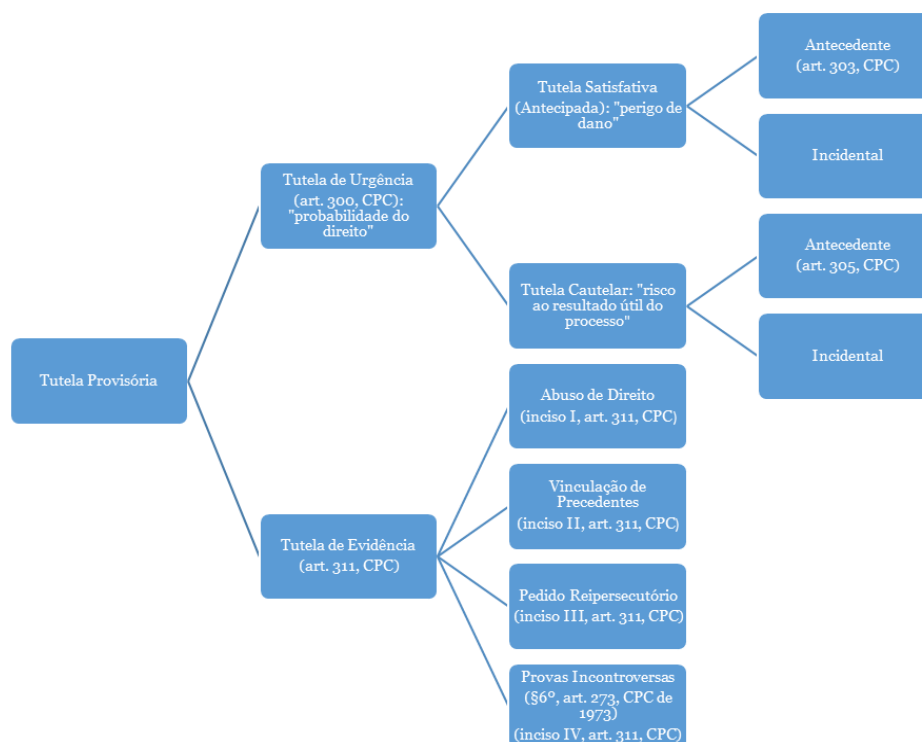 Tutela Provisória
Tutela de Urgência
(art. 300, CPC):
"probabilidade do
direito"
Tutela Satisfativa
(Antecipada): "perigo de
dano"
Antecedente
(art. 303, CPC)
Incidental
Tutela Cautelar: "risco
ao resultado útil do
processo"
Antecedente
(art. 305, CPC)
Incidental
Tutela de Evidência
(art. 311, CPC)
Abuso de Direito
(inciso I, art. 311, CPC)
Vinculação de
Precedentes
(inciso II, art. 311, CPC)
Pedido Reipersecutório
(inciso III, art. 311, CPC)
Provas Incontroversas
(§6º, art. 273, CPC de
1973)
(inciso IV, art. 311, CPC)